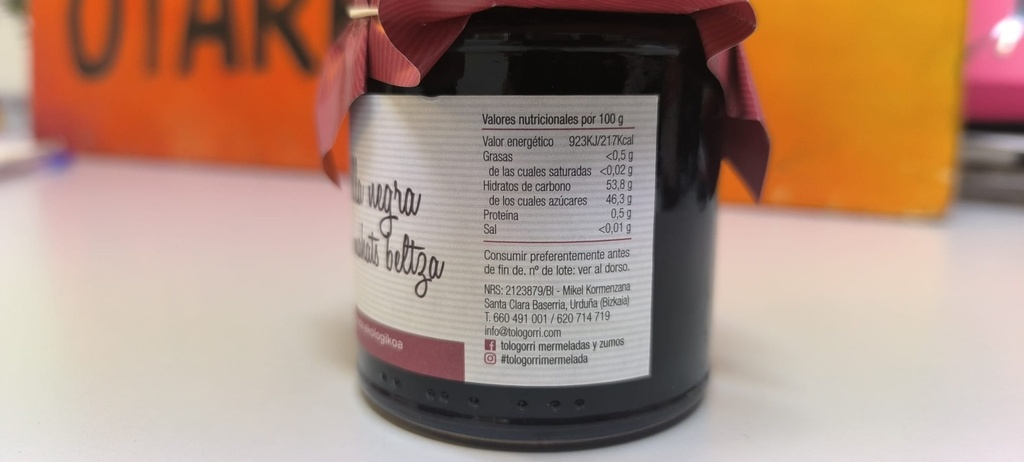 OTAR
negra
beltza
Valores nutricionales por 100 g
Valor energético 923KJ/217Kcal
Grasas <0,5 g
de las cuales saturadas <0,02 g
Hidratos de carbono 53,8 g
de los cuales azúcares 46,3 g
Proteina 0,5 g
Sal <0,01 g
Consumir preferentemente antes
de fin de. nº de lote: ver al dorso.
NRS: 2123879/BI - Mikel Kormenzana
Santa Clara Baserria, Urduña (Bizkaia)
T. 660 491 001 / 620 714 719
info@tologorri.com
tologorri mermeladas y zumos
#tologorrimermelada